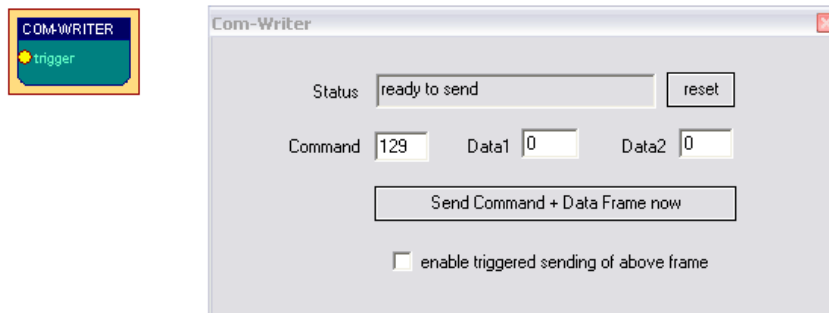 COM-WRITER
trigger
Com-Writer
Status ready to send reset
Command 129 Data1 0 Data2 0
Send Command + Data Frame now
enable triggered sending of above frame